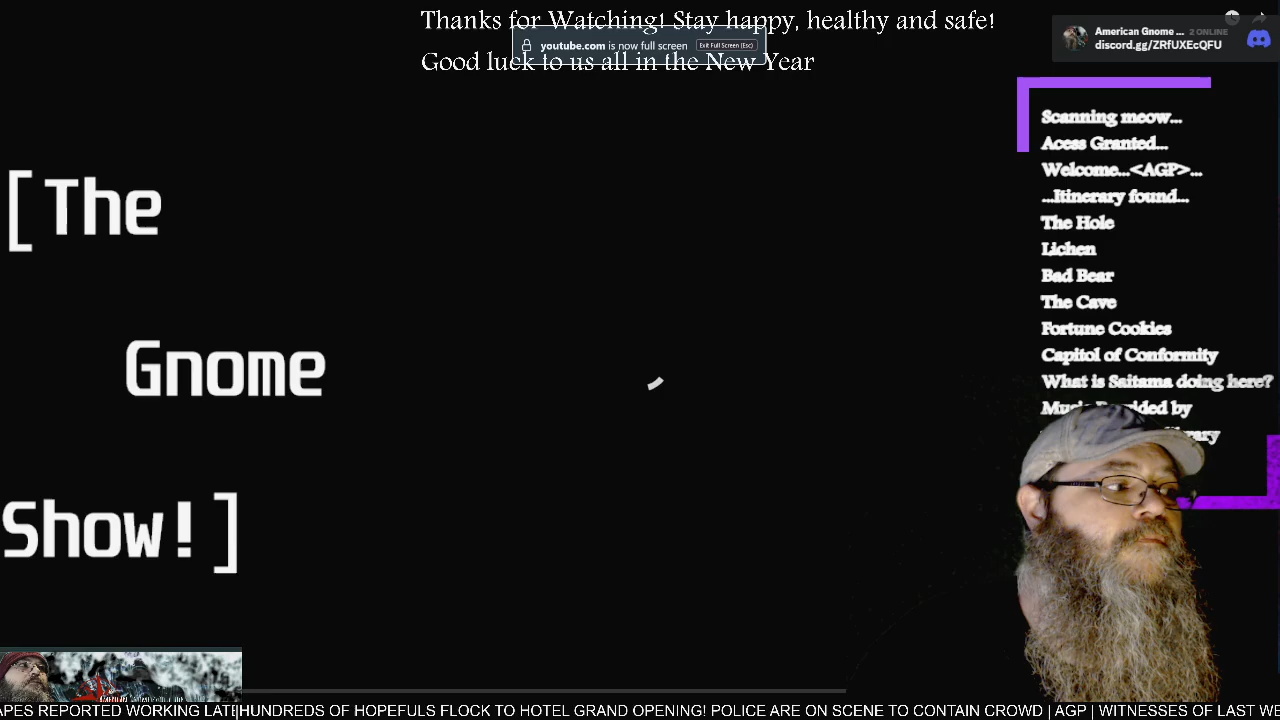 Thanks for Watching! Stay happy, healthy and safe!
youtube.com is now full screen
Exit Full Screen (Esc)
Good luck to us all in the New Year
American Gnome ...
2 ONLINE
discord.gg/ZRfUXEcQFU
Scanning meow...
Acess Granted...
Welcome...<AGP>...
...Itinerary found...
The Hole
Lichen
Bad Bear
The Cave
Fortune Cookies
Capitol of Conformity
What is Saitama doing here?
by
[The
Gnome
Show!]
APES REPORTED WORKING LATE
HUNDREDS OF HOPEFULS FLOCK TO HOTEL GRAND OPENING! POLICE ARE ON SCENE TO CONTAIN CROWD | AGP | WITNESSES OF LAST WE